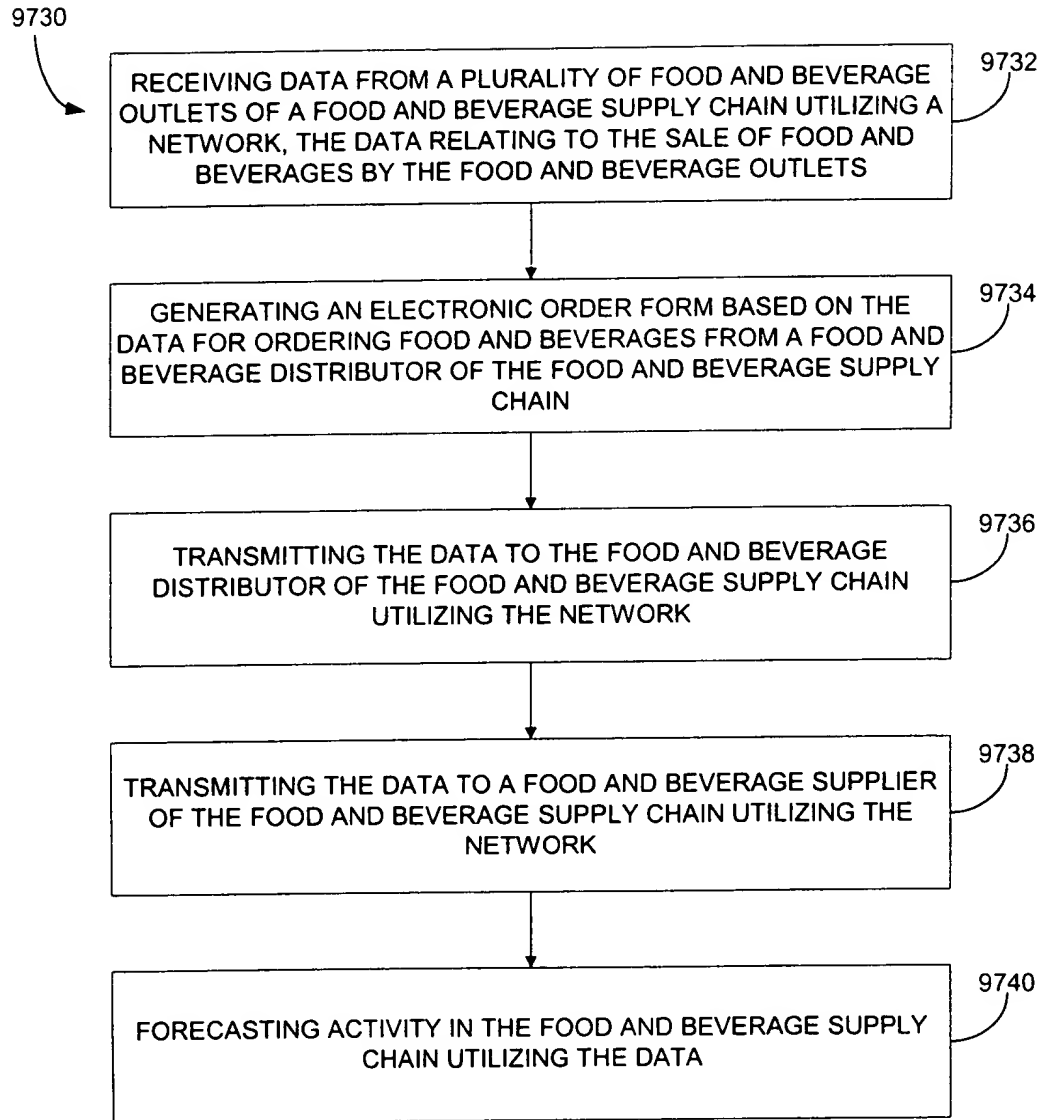 9730
RECEIVING DATA FROM A PLURALITY OF FOOD AND BEVERAGE
OUTLETS OF A FOOD AND BEVERAGE SUPPLY CHAIN UTILIZING A
NETWORK, THE DATA RELATING TO THE SALE OF FOOD AND
BEVERAGES BY THE FOOD AND BEVERAGE OUTLETS
9732
GENERATING AN ELECTRONIC ORDER FORM BASED ON THE
DATA FOR ORDERING FOOD AND BEVERAGES FROM A FOOD AND
BEVERAGE DISTRIBUTOR OF THE FOOD AND BEVERAGE SUPPLY
CHAIN
9734
TRANSMITTING THE DATA TO THE FOOD AND BEVERAGE
DISTRIBUTOR OF THE FOOD AND BEVERAGE SUPPLY CHAIN
UTILIZING THE NETWORK
9736
TRANSMITTING THE DATA TO A FOOD AND BEVERAGE SUPPLIER
OF THE FOOD AND BEVERAGE SUPPLY CHAIN UTILIZING THE
NETWORK
9738
FORECASTING ACTIVITY IN THE FOOD AND BEVERAGE SUPPLY
CHAIN UTILIZING THE DATA
9740